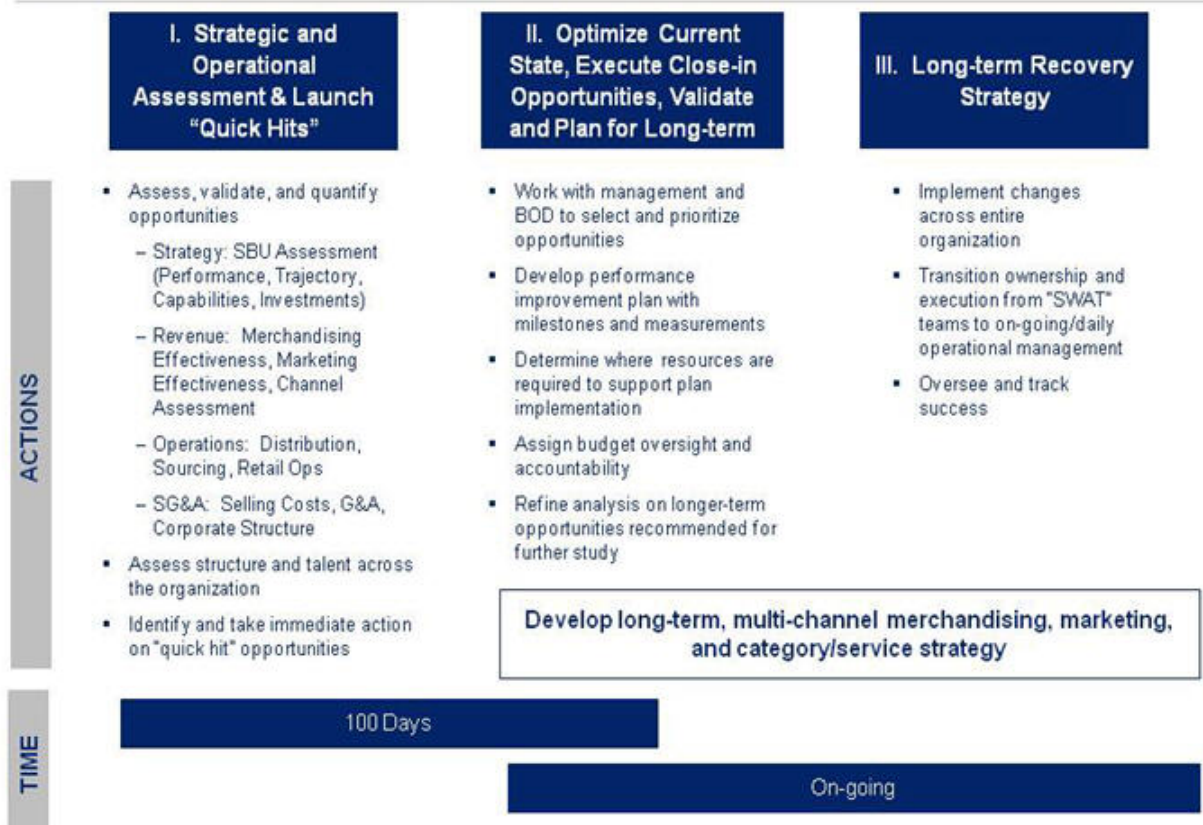 I. Strategic and
Operational
Assessment & Launch
“Quick Hits”
II. Optimize Current
State, Execute Close-in
Opportunities, Validate
and Plan for Long-term
III. Long-term Recovery
Strategy
ACTIONS
▪ Assess, validate, and quantify
opportunities
– Strategy: SBU Assessment
(Performance, Trajectory,
Capabilities, Investments)
– Revenue: Merchandising
Effectiveness, Marketing
Effectiveness, Channel
Assessment
– Operations: Distribution,
Sourcing, Retail Ops
– SG&A: Selling Costs, G&A,
Corporate Structure
▪ Assess structure and talent across
the organization
▪ Identify and take immediate action
on "quick hit" opportunities
▪ Work with management and
BOD to select and prioritize
opportunities
▪ Develop performance
improvement plan with
milestones and measurements
▪ Determine where resources are
required to support plan
implementation
▪ Assign budget oversight and
accountability
▪ Refine analysis on longer-term
opportunities recommended for
further study
▪ Implement changes
across entire
organization
▪ Transition ownership and
execution from "SWAT"
teams to on-going/daily
operational management
▪ Oversee and track
success
Develop long-term, multi-channel merchandising, marketing,
and category/service strategy
TIME
100 Days
On-going